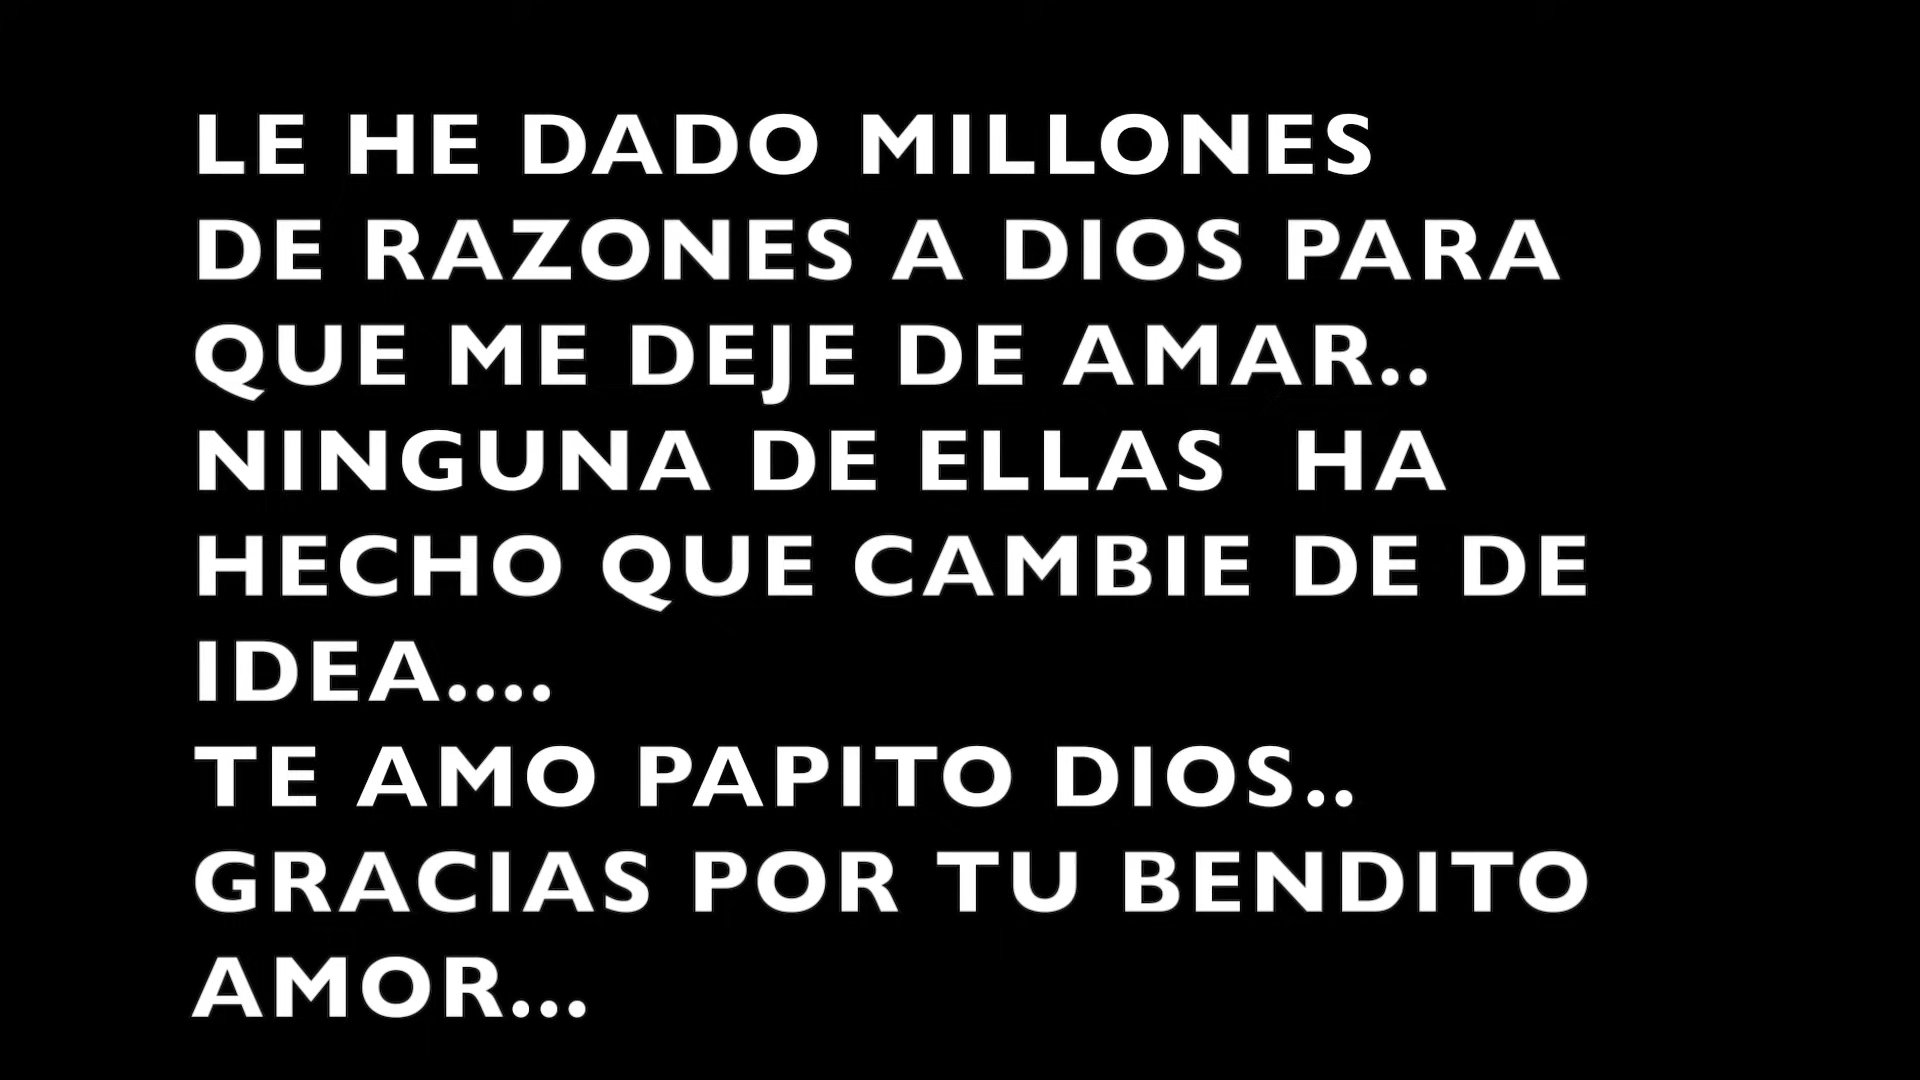 LE HE DADO MILLONES
DE RAZONES A DIOS PARA
QUE ME DEJE DE AMAR..
NINGUNA DE ELLAS  HA
HECHO QUE CAMBIE DE DE
IDEA....
TE AMO PAPITO DIOS..
GRACIAS POR TU BENDITO
AMOR...